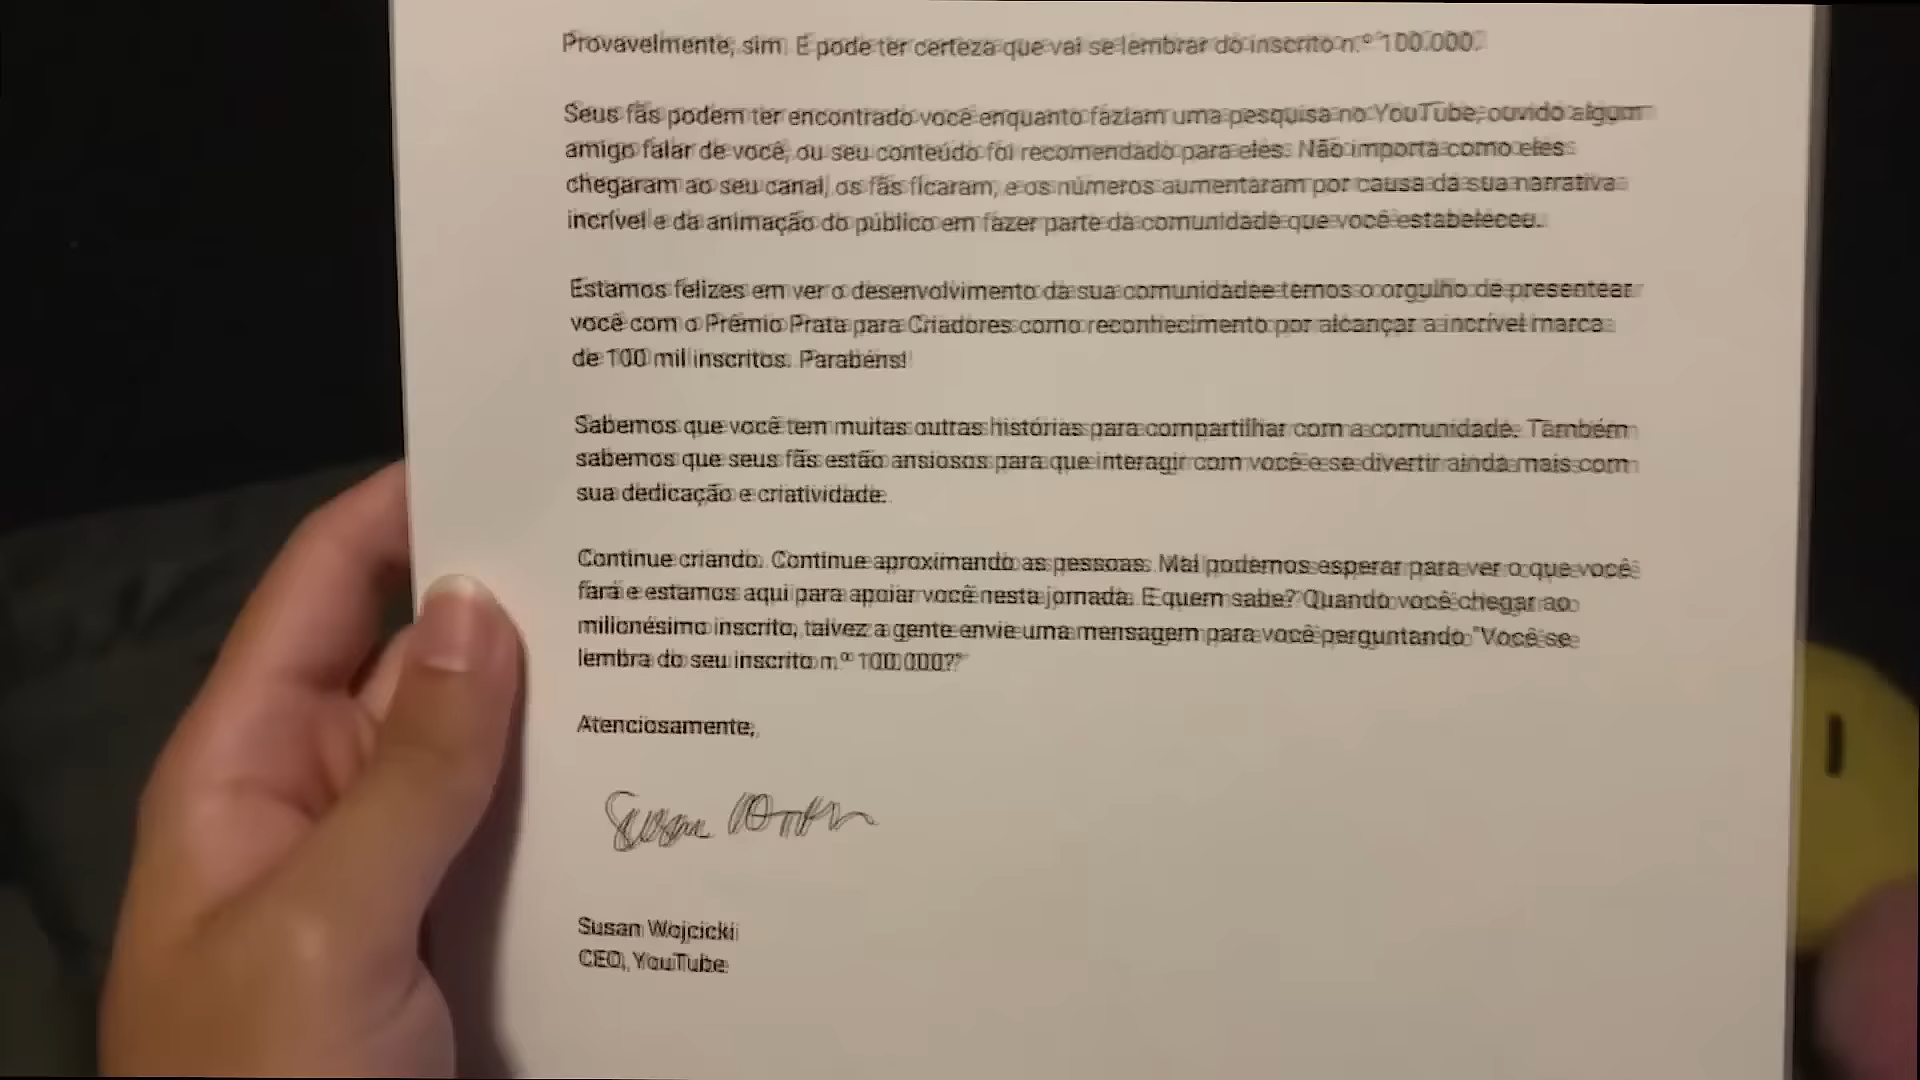 Provavelmente, sim. E pode ter certeza que vai se lembrar do inscrito n.º 100.000.
Seus fãs podem ter encontrado você enquanto faziam uma pesquisa no YouTube, ouvido algum
amigo falar de você, ou seu conteúdo foi recomendado para eles. Não importa como eles
chegaram ao seu canal, os fãs ficaram, e os números aumentaram por causa da sua narrativa
incrível e da animação do público em fazer parte da comunidade que você estabeleceu.
Estamos felizes em ver o desenvolvimento da sua comunidade e temos o orgulho de presentear
você com o Prêmio Prata para Criadores como reconhecimento por alcançar a incrível marca
de 100 mil inscritos. Parabéns!
Sabemos que você tem muitas outras histórias para compartilhar com a comunidade. Também
sabemos que seus fãs estão ansiosos para que interagir com você e se divertir ainda mais com
sua dedicação e criatividade.
Continue criando. Continue aproximando as pessoas. Mal podemos esperar para ver o que você
fará e estamos aqui para apoiar você nesta jornada. E quem sabe? Quando você chegar ao
milionésimo inscrito, talvez a gente envie uma mensagem para você perguntando "Você se
lembra do seu inscrito n.º 100.000?"
Atenciosamente,
Susan Wojcicki
CEO, YouTube